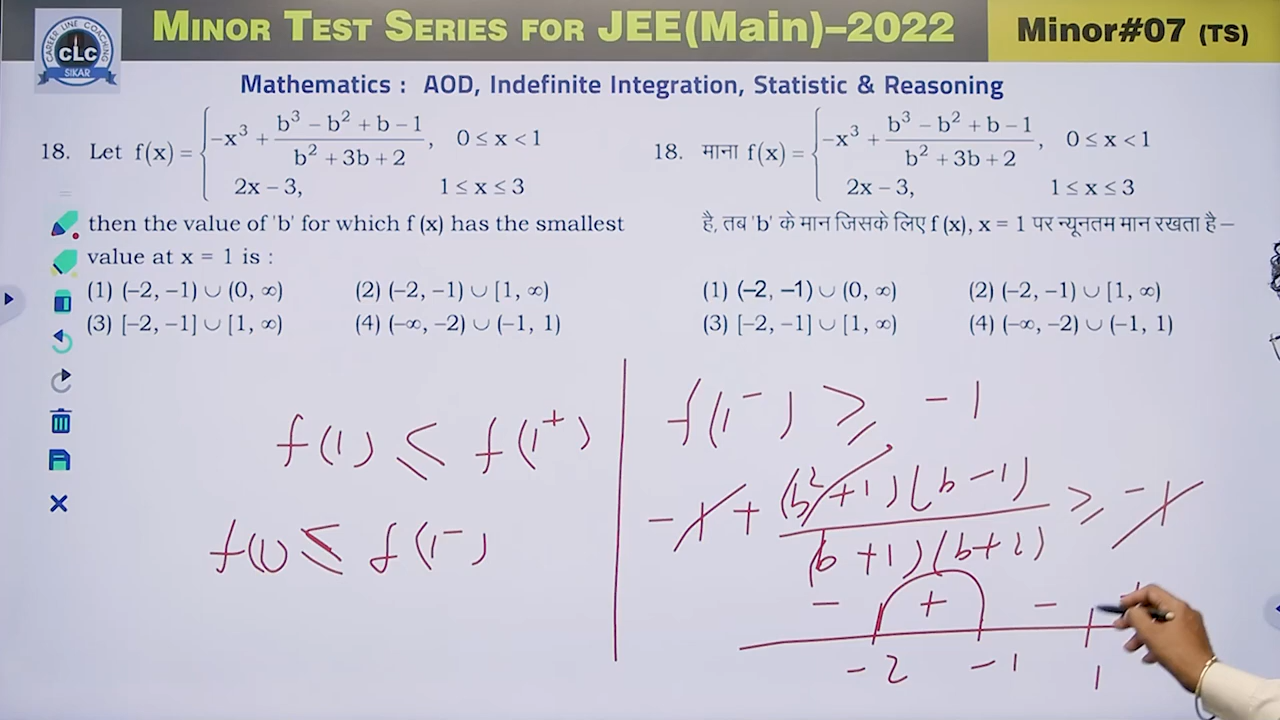 CAREER LINE COACHING
CLC
SIKAR
MINOR TEST SERIES FOR JEE(MAIN)–2022
Minor#07 (TS)
Mathematics : AOD, Indefinite Integration, Statistic & Reasoning
18. Let f(x) = { −x³ + (b³ − b² + b − 1)/(b² + 3b + 2), 0 ≤ x < 1
2x − 3, 1 ≤ x ≤ 3
then the value of 'b' for which f (x) has the smallest
value at x = 1 is :
(1) (−2, −1) ∪ (0, ∞) (2) (−2, −1) ∪ [1, ∞)
(3) [−2, −1] ∪ [1, ∞) (4) (−∞, −2) ∪ (−1, 1)
18. माना f(x) = { −x³ + (b³ − b² + b − 1)/(b² + 3b + 2), 0 ≤ x < 1
2x − 3, 1 ≤ x ≤ 3
है, तब 'b' के मान जिसके लिए f (x), x = 1 पर न्यूनतम मान रखता है −
(1) (−2, −1) ∪ (0, ∞) (2) (−2, −1) ∪ [1, ∞)
(3) [−2, −1] ∪ [1, ∞) (4) (−∞, −2) ∪ (−1, 1)
f(1) ≤ f(1⁺)
f(1) ≤ f(1⁻)
f(1⁻) ≥ −1
−1 + (b²+1)(b−1)/(b+1)(b+2) ≥ −1
− + −
−2 −1 1